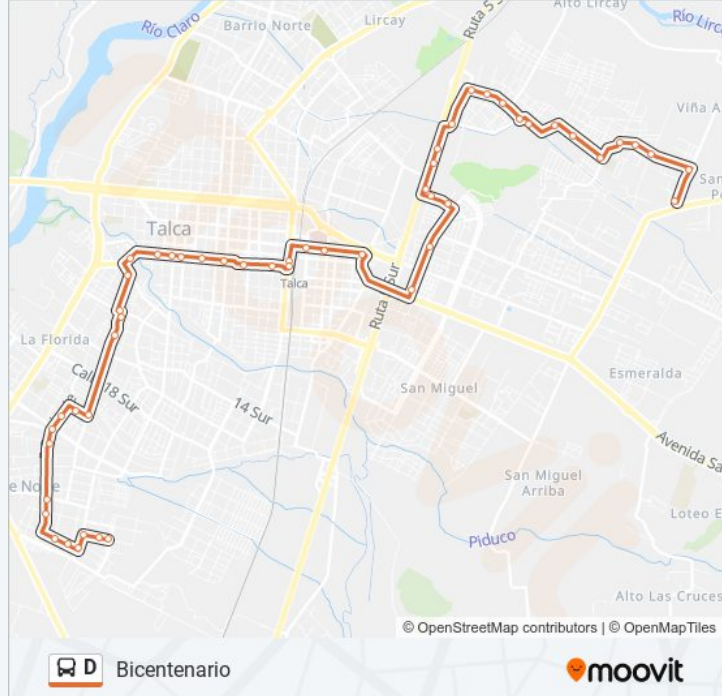 Alto Lircay
Río Lirc
Río Claro
Barrio Norte
Lircay
Ruta 5 S
Viña A
San
Pe
Talca
Talca
Ruta
Sur
La Florida
Calle 18 Sur
14 Sur
San Miguel
Esmeralda
Avenida Sa
San Miguel
Arriba
e No
Loteo E
Piduco
Alto Las Cruces
© OpenStreetMap contributors | © OpenMapTiles
D Bicentenario
moovit